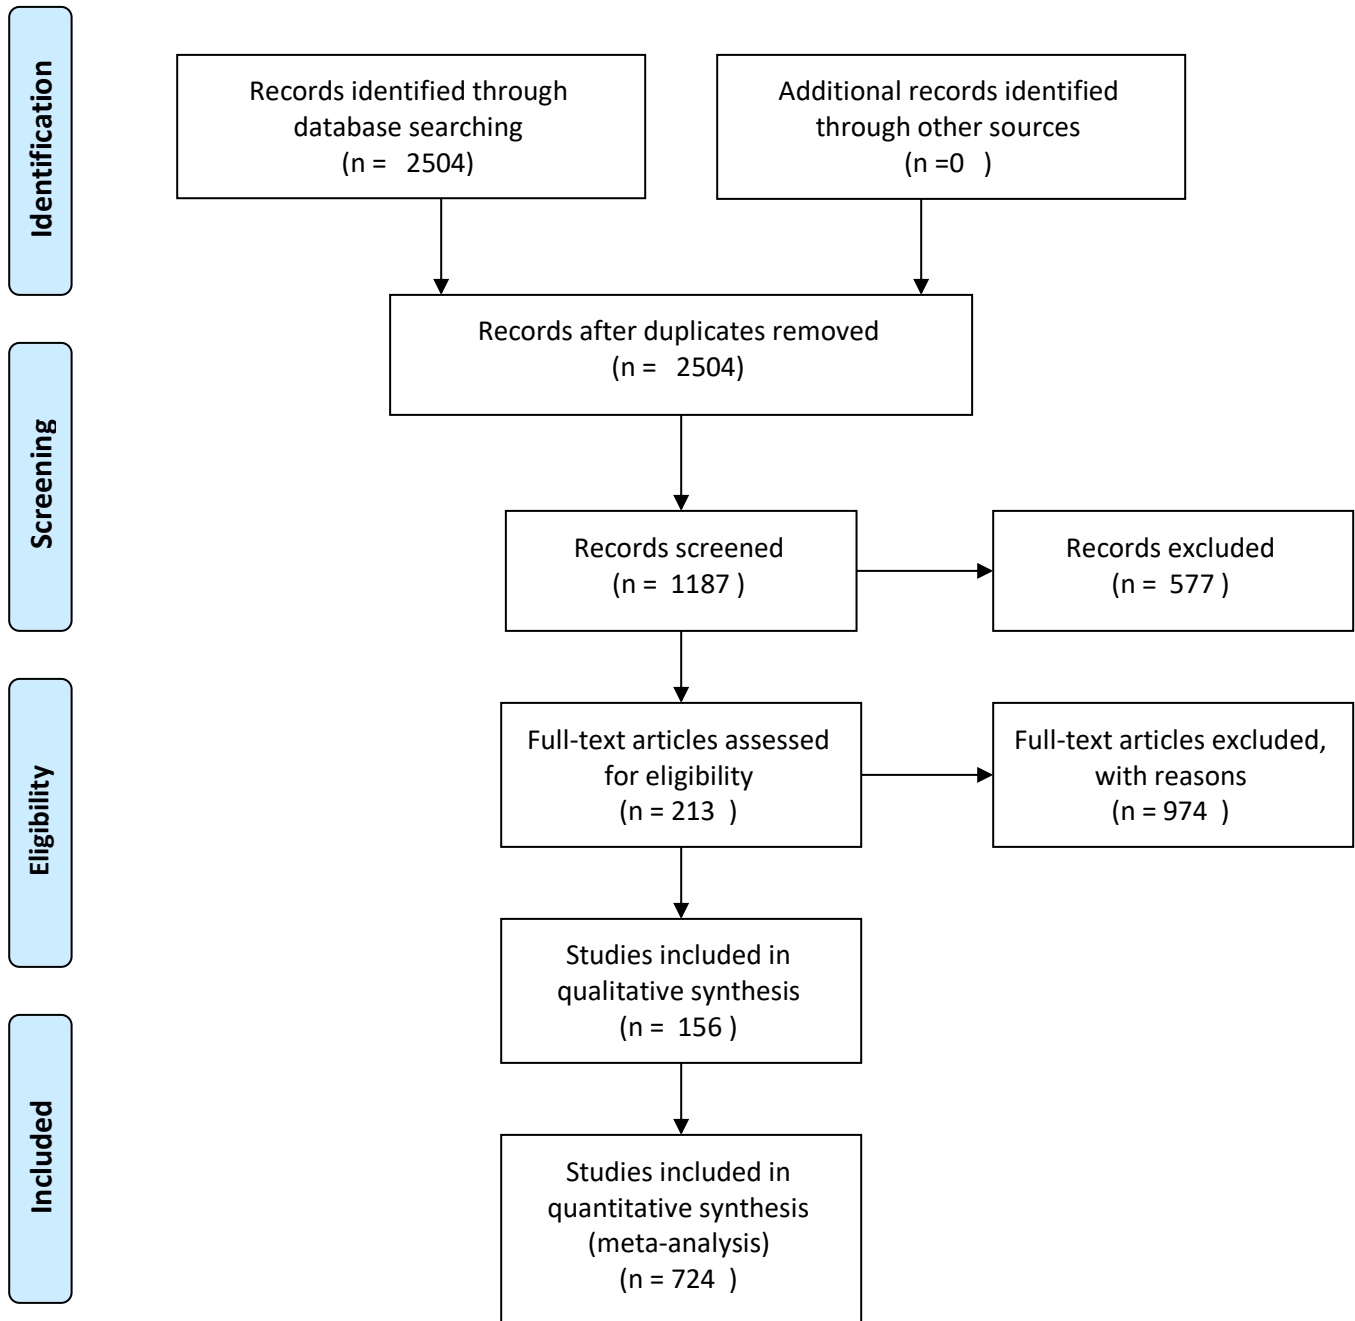 Identification
Records identified through
database searching
(n =   2504)
Additional records identified
through other sources
(n =0   )
Records after duplicates removed
(n =   2504)
Screening
Records screened
(n =  1187 )
Records excluded
(n =  577 )
Eligibility
Full-text articles assessed
for eligibility
(n = 213  )
Full-text articles excluded,
with reasons
(n = 974  )
Studies included in
qualitative synthesis
(n =  156 )
Included
Studies included in
quantitative synthesis
(meta-analysis)
(n = 724  )